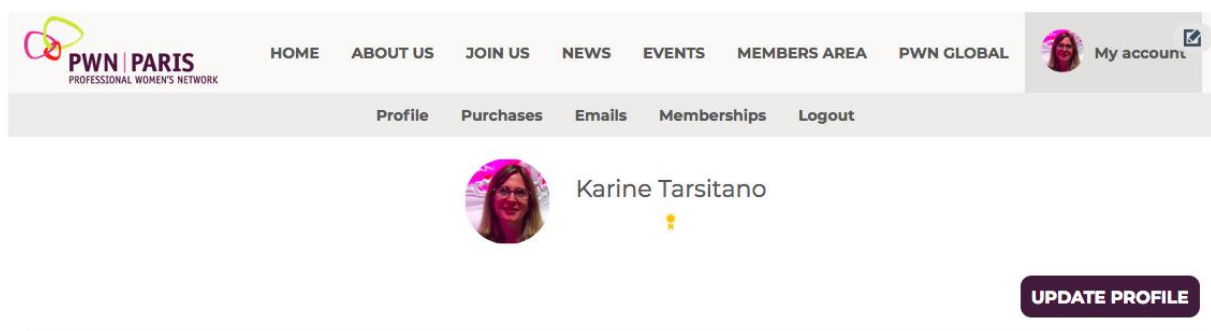 PWN | PARIS
PROFESSIONAL WOMEN'S NETWORK
HOME ABOUT US JOIN US NEWS EVENTS MEMBERS AREA PWN GLOBAL My account
Profile Purchases Emails Memberships Logout
Karine Tarsitano
UPDATE PROFILE